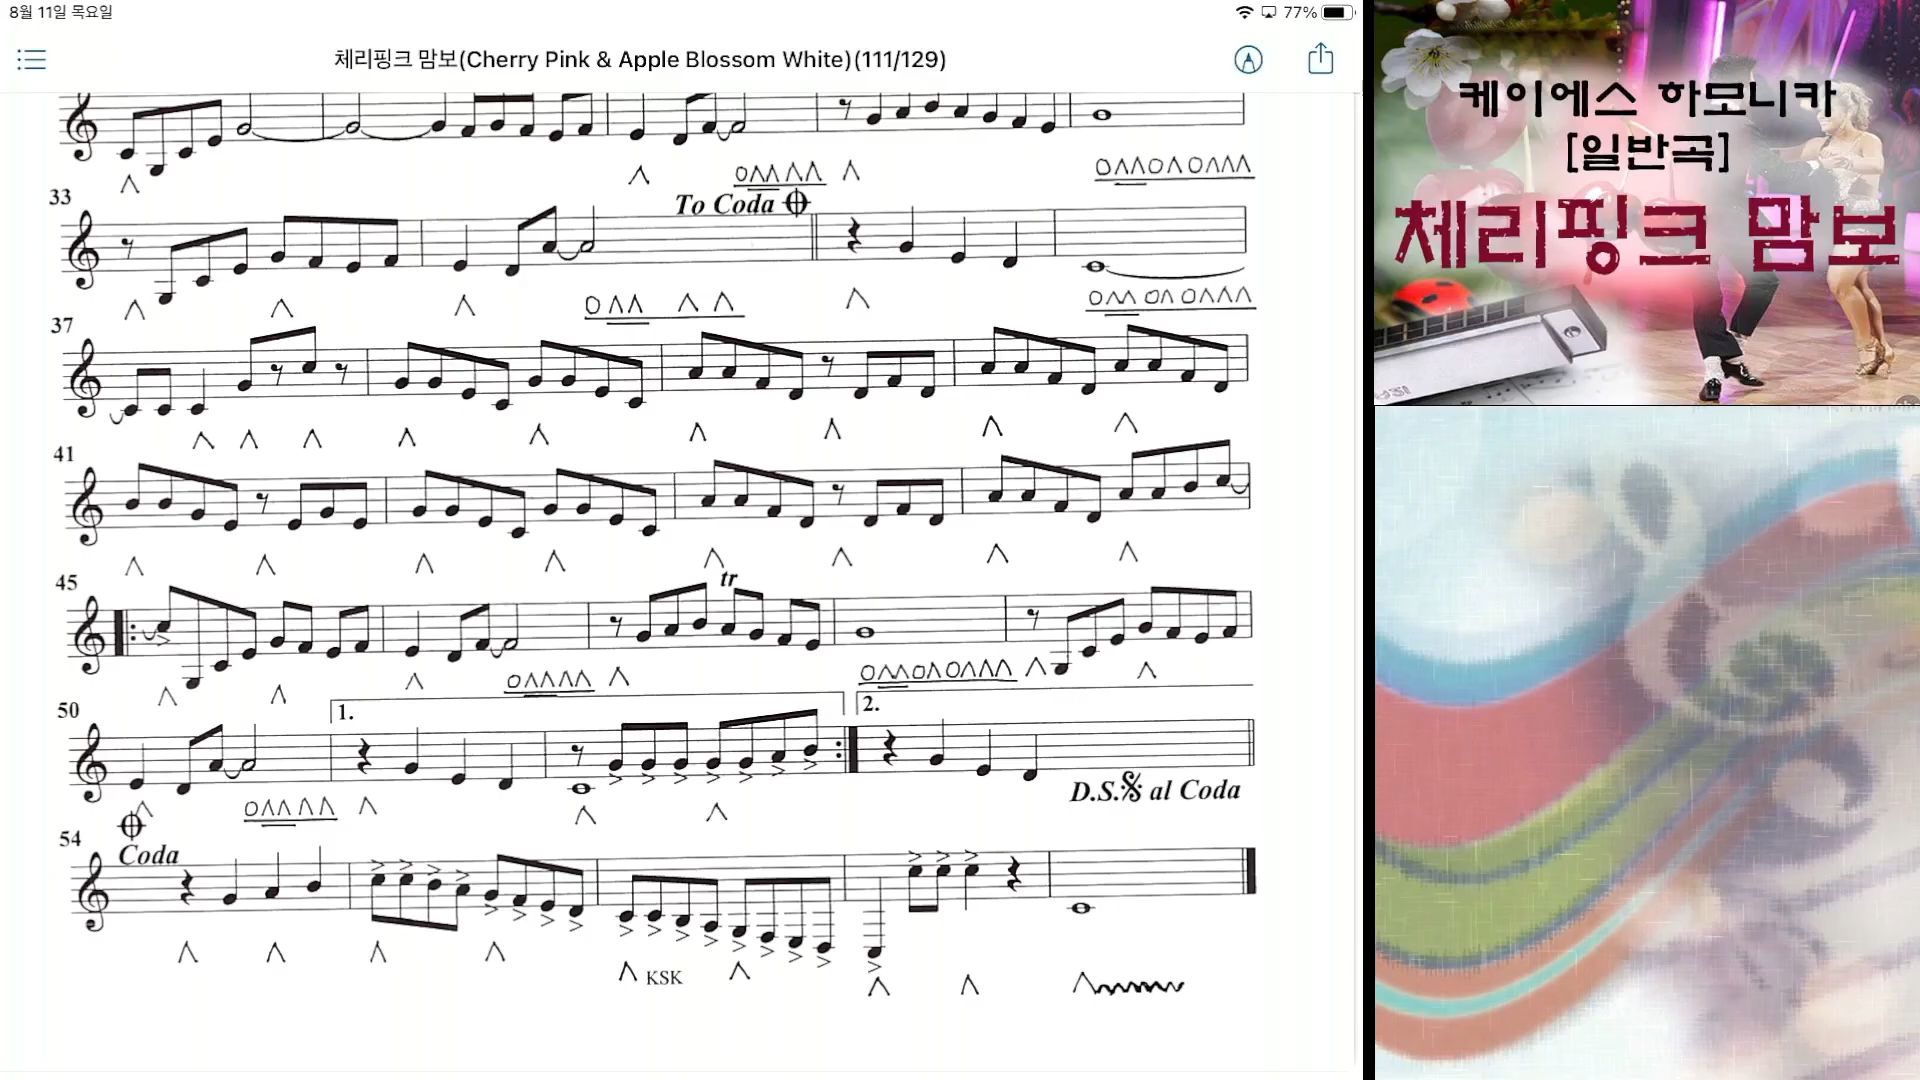 8월 11일 목요일
77%
체리핑크 맘보(Cherry Pink & Apple Blossom White)(111/129)
33
To Coda
37
41
45
tr
50
1.
2.
D.S. al Coda
54
Coda
KSK
케이에스 하모니카
[일반곡]
체리핑크 맘보